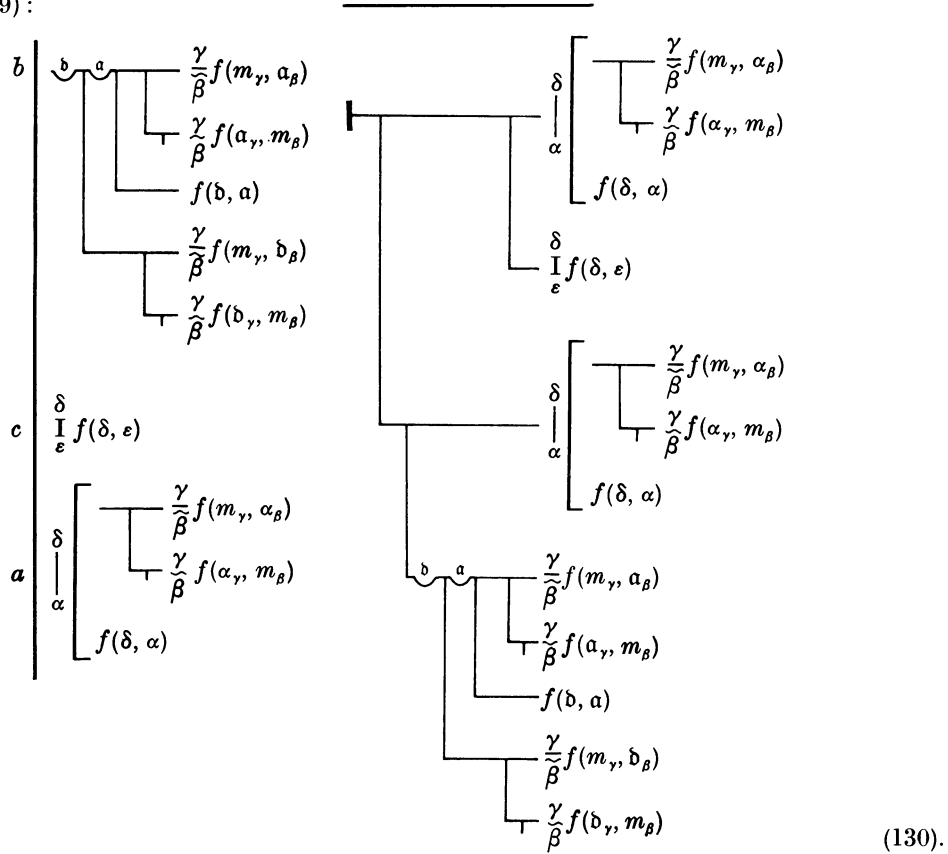 9) :
b
𝔡 𝔞
γ/β̃ f(m_γ, 𝔞_β)
γ/β̃ f(𝔞_γ, m_β)
f(𝔡, 𝔞)
γ/β̃ f(m_γ, 𝔡_β)
γ/β̃ f(𝔡_γ, m_β)
c
δ I ε f(δ, ε)
a
δ | α
γ/β̃ f(m_γ, α_β)
γ/β̃ f(α_γ, m_β)
f(δ, α)
δ | α
γ/β̃ f(m_γ, α_β)
γ/β̃ f(α_γ, m_β)
f(δ, α)
δ I ε f(δ, ε)
δ | α
γ/β̃ f(m_γ, α_β)
γ/β̃ f(α_γ, m_β)
f(δ, α)
𝔡 𝔞
γ/β̃ f(m_γ, 𝔞_β)
γ/β̃ f(𝔞_γ, m_β)
f(𝔡, 𝔞)
γ/β̃ f(m_γ, 𝔡_β)
γ/β̃ f(𝔡_γ, m_β)
(130).